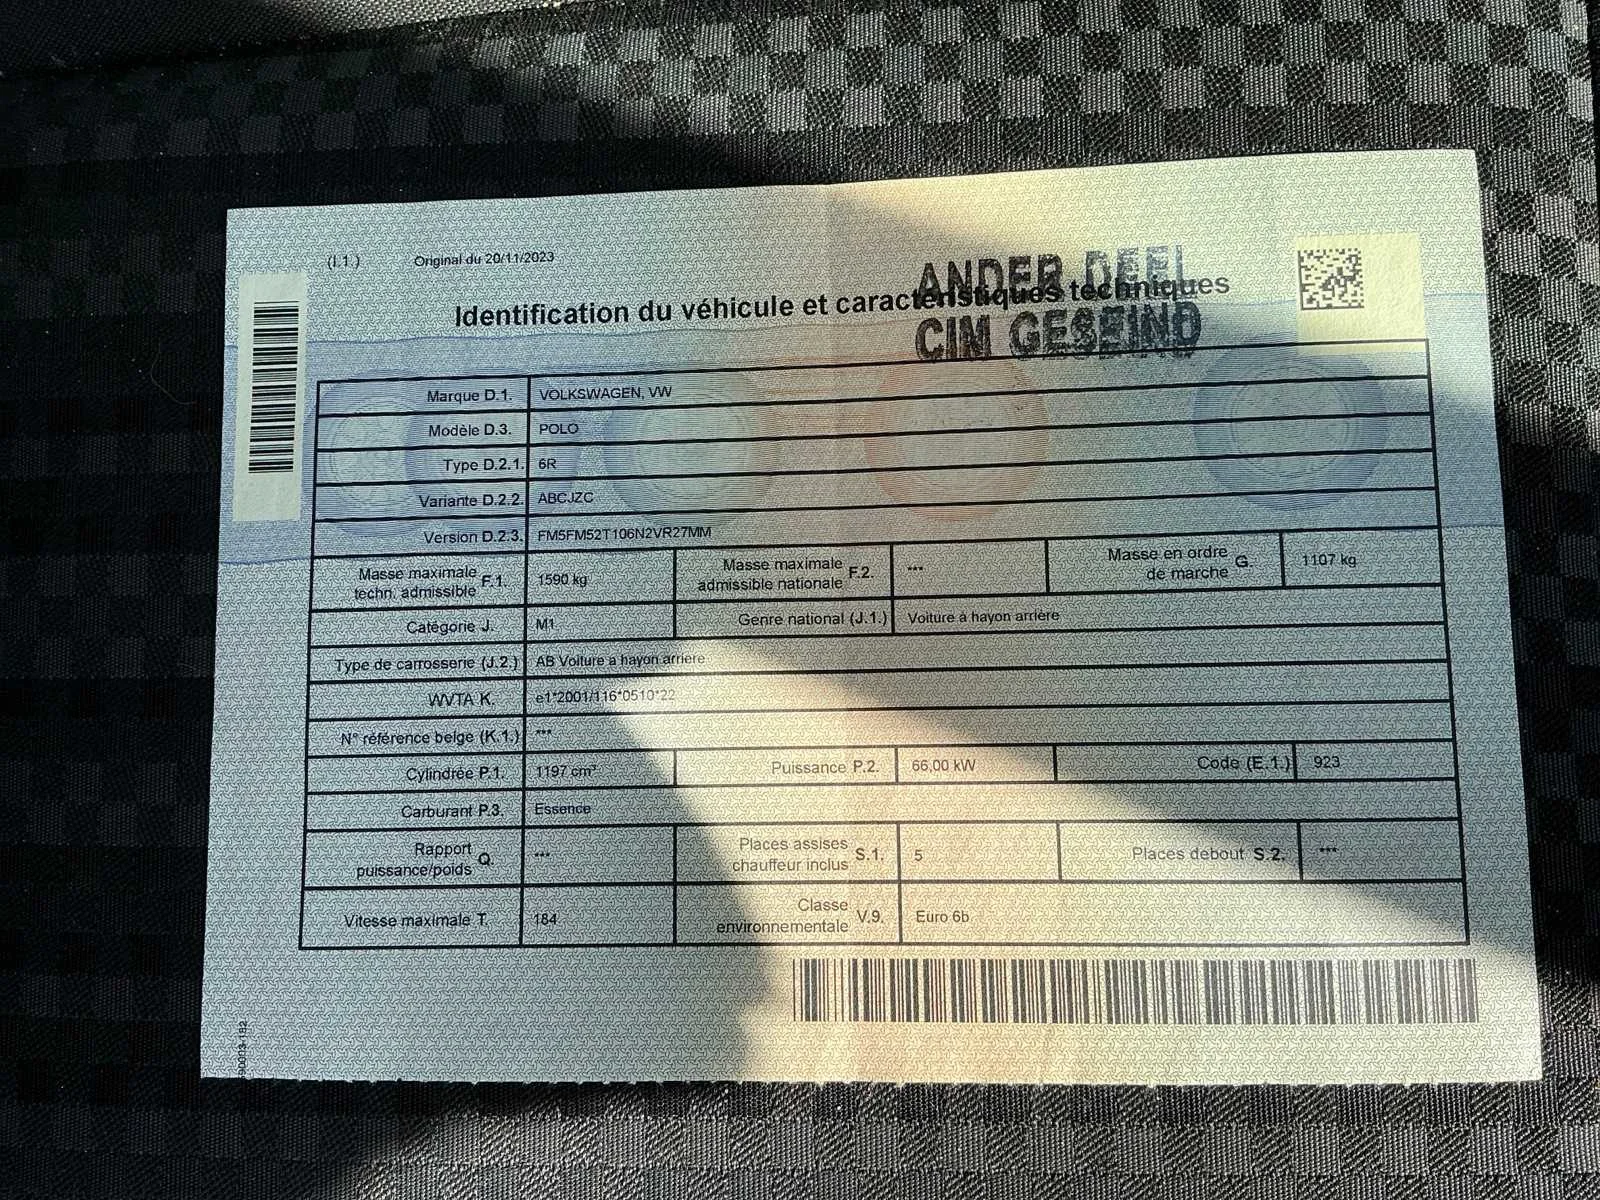 (I.1.) Original du 20/11/2023
ANDER DEEL
Identification du véhicule et caractéristiques techniques
CIM GESEIND
Marque D.1. VOLKSWAGEN, VW
Modèle D.3. POLO
Type D.2.1. 6R
Variante D.2.2. ABCJZC
Version D.2.3. FM5FM52T106N2VR27MM
Masse maximale techn. admissible F.1. 1590 kg Masse maximale admissible nationale F.2. *** Masse en ordre de marche G. 1107 kg
Catégorie J. M1 Genre national (J.1.) Voiture à hayon arrière
Type de carrosserie (J.2.) AB Voiture à hayon arrière
WVTA K. e1*2001/116*0510*22
N° référence belge (K.1.) ***
Cylindrée P.1. 1197 cm³ Puissance P.2. 66,00 kW Code (E.1.) 923
Carburant P.3. Essence
Rapport puissance/poids Q. *** Places assises chauffeur inclus S.1. 5 Places debout S.2. ***
Vitesse maximale T. 184 Classe environnementale V.9. Euro 6b